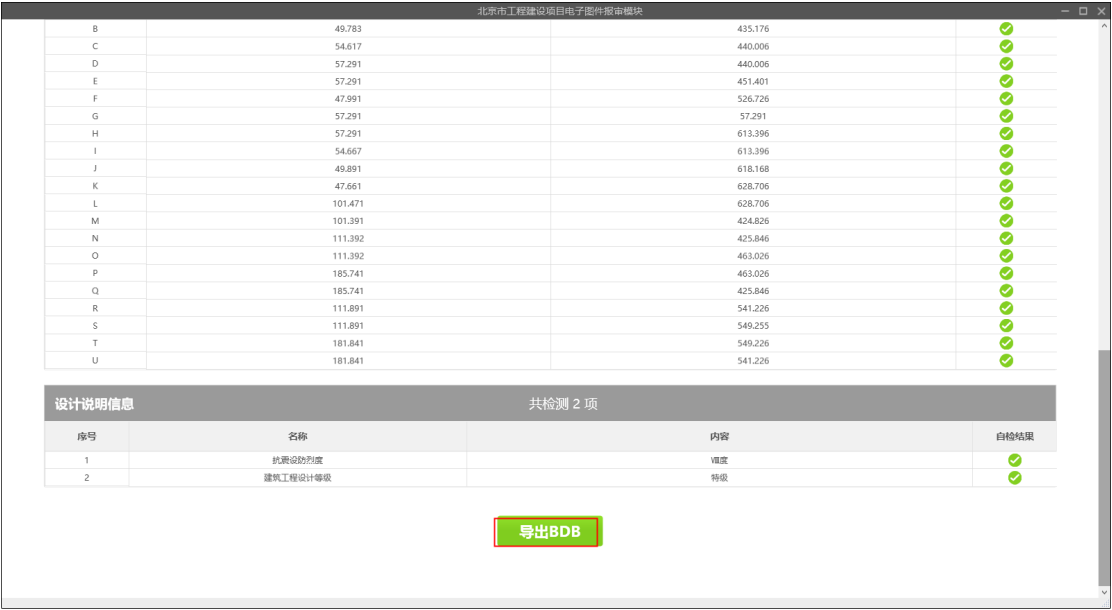 北京市工程建设项目电子图件报审模块
B 49.783 435.176
C 54.617 440.006
D 57.291 440.006
E 57.291 451.401
F 47.991 526.726
G 57.291 57.291
H 57.291 613.396
I 54.667 613.396
J 49.891 618.168
K 47.661 628.706
L 101.471 628.706
M 101.391 424.826
N 111.392 425.846
O 111.392 463.026
P 185.741 463.026
Q 185.741 425.846
R 111.891 541.226
S 111.891 549.255
T 181.841 549.226
U 181.841 541.226
设计说明信息 共检测 2 项
序号 名称 内容 自检结果
1 抗震设防烈度 Ⅷ度
2 建筑工程设计等级 特级
导出BDB